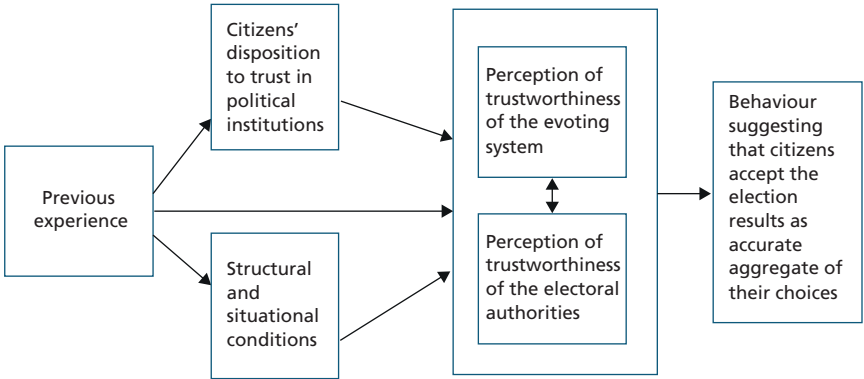 Previous
experience
Citizens'
disposition
to trust in
political
institutions
Structural
and
situational
conditions
Perception of
trustworthiness
of the evoting
system
Perception of
trustworthiness
of the electoral
authorities
Behaviour
suggesting
that citizens
accept the
election
results as
accurate
aggregate of
their choices